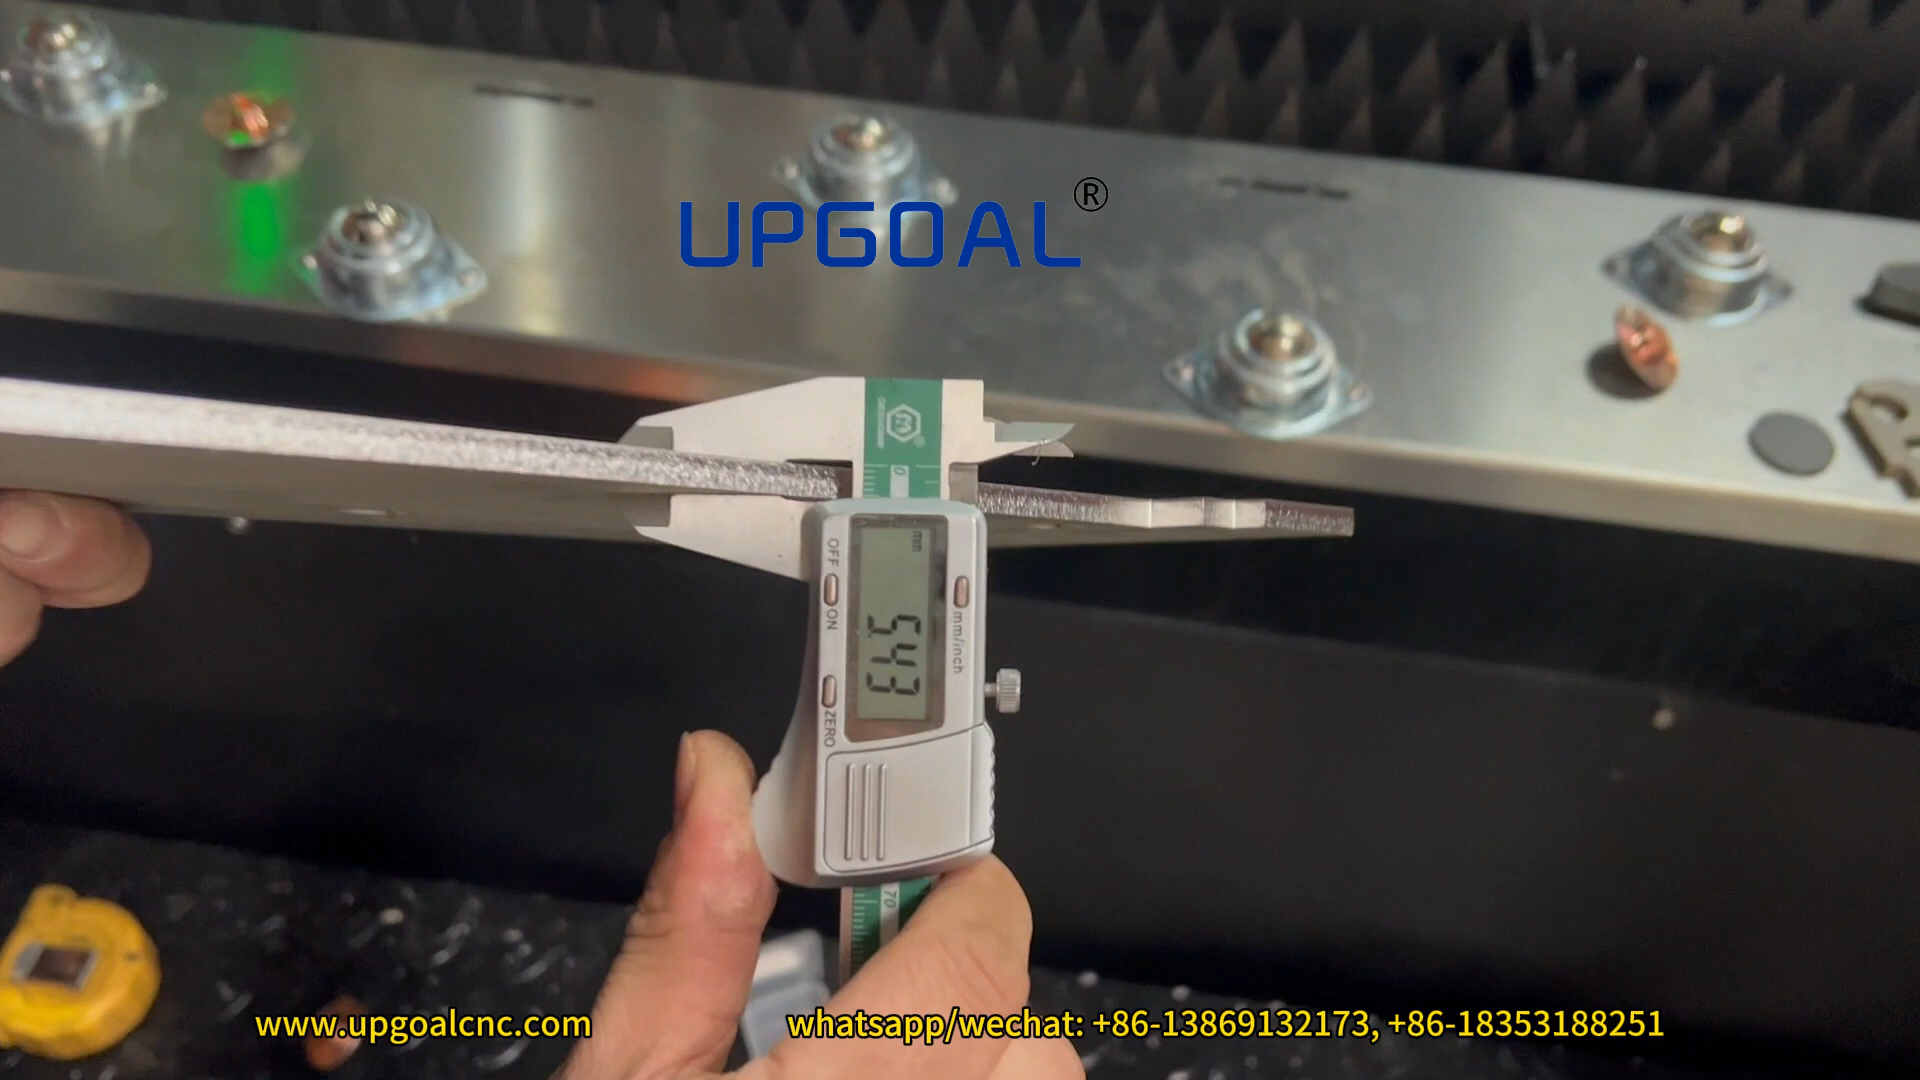 UPGOAL®
0
mm
OFF
ON
mm/inch
5.43
ZERO
70
www.upgoalcnc.com
whatsapp/wechat: +86-13869132173, +86-18353188251